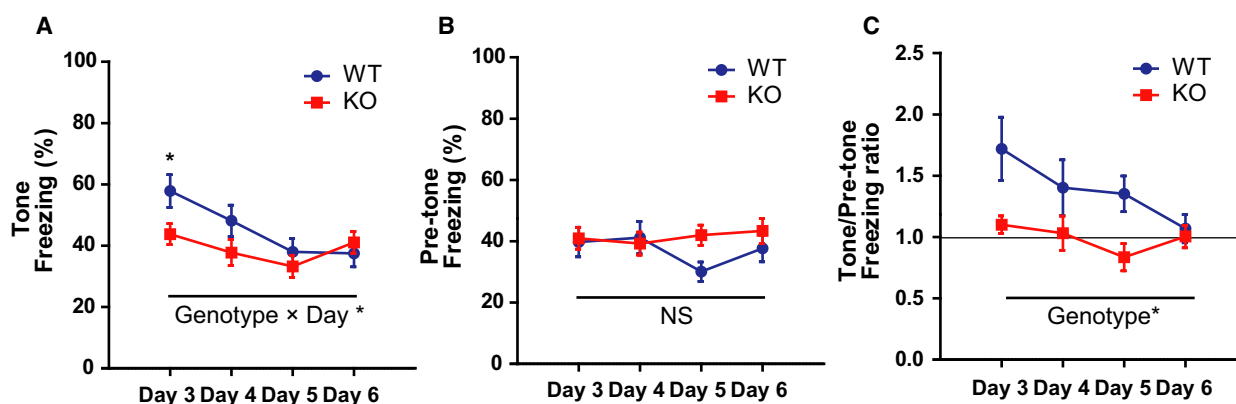 A
Tone
Freezing (%)
100
80
60
40
20
0
WT
KO
*
Genotype × Day *
Day 3 Day 4 Day 5 Day 6
B
Pre-tone
Freezing (%)
100
80
60
40
20
0
WT
KO
NS
Day 3 Day 4 Day 5 Day 6
C
Tone/Pre-tone
Freezing ratio
2.5
2.0
1.5
1.0
0.5
0.0
WT
KO
Genotype*
Day 3 Day 4 Day 5 Day 6